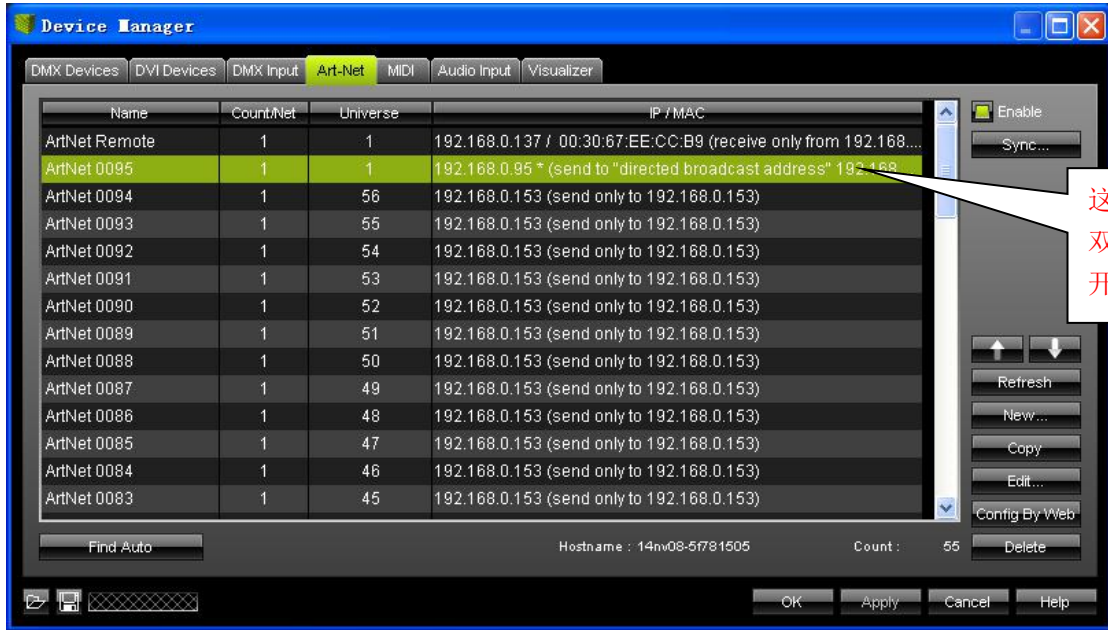 Device Manager
DMX Devices DVI Devices DMX Input Art-Net MIDI Audio Input Visualizer
Name Count/Net Universe IP / MAC
ArtNet Remote 1 1 192.168.0.137 / 00:30:67:EE:CC:B9 (receive only from 192.168....
ArtNet 0095 1 1 192.168.0.95 * (send to "directed broadcast address" 192.168....
ArtNet 0094 1 56 192.168.0.153 (send only to 192.168.0.153)
ArtNet 0093 1 55 192.168.0.153 (send only to 192.168.0.153)
ArtNet 0092 1 54 192.168.0.153 (send only to 192.168.0.153)
ArtNet 0091 1 53 192.168.0.153 (send only to 192.168.0.153)
ArtNet 0090 1 52 192.168.0.153 (send only to 192.168.0.153)
ArtNet 0089 1 51 192.168.0.153 (send only to 192.168.0.153)
ArtNet 0088 1 50 192.168.0.153 (send only to 192.168.0.153)
ArtNet 0087 1 49 192.168.0.153 (send only to 192.168.0.153)
ArtNet 0086 1 48 192.168.0.153 (send only to 192.168.0.153)
ArtNet 0085 1 47 192.168.0.153 (send only to 192.168.0.153)
ArtNet 0084 1 46 192.168.0.153 (send only to 192.168.0.153)
ArtNet 0083 1 45 192.168.0.153 (send only to 192.168.0.153)
Enable
Sync...
这
双
开
Refresh
New...
Copy
Edit...
Config By Web
Delete
Find Auto Hostname : 14nv08-5f781505 Count : 55
OK Apply Cancel Help